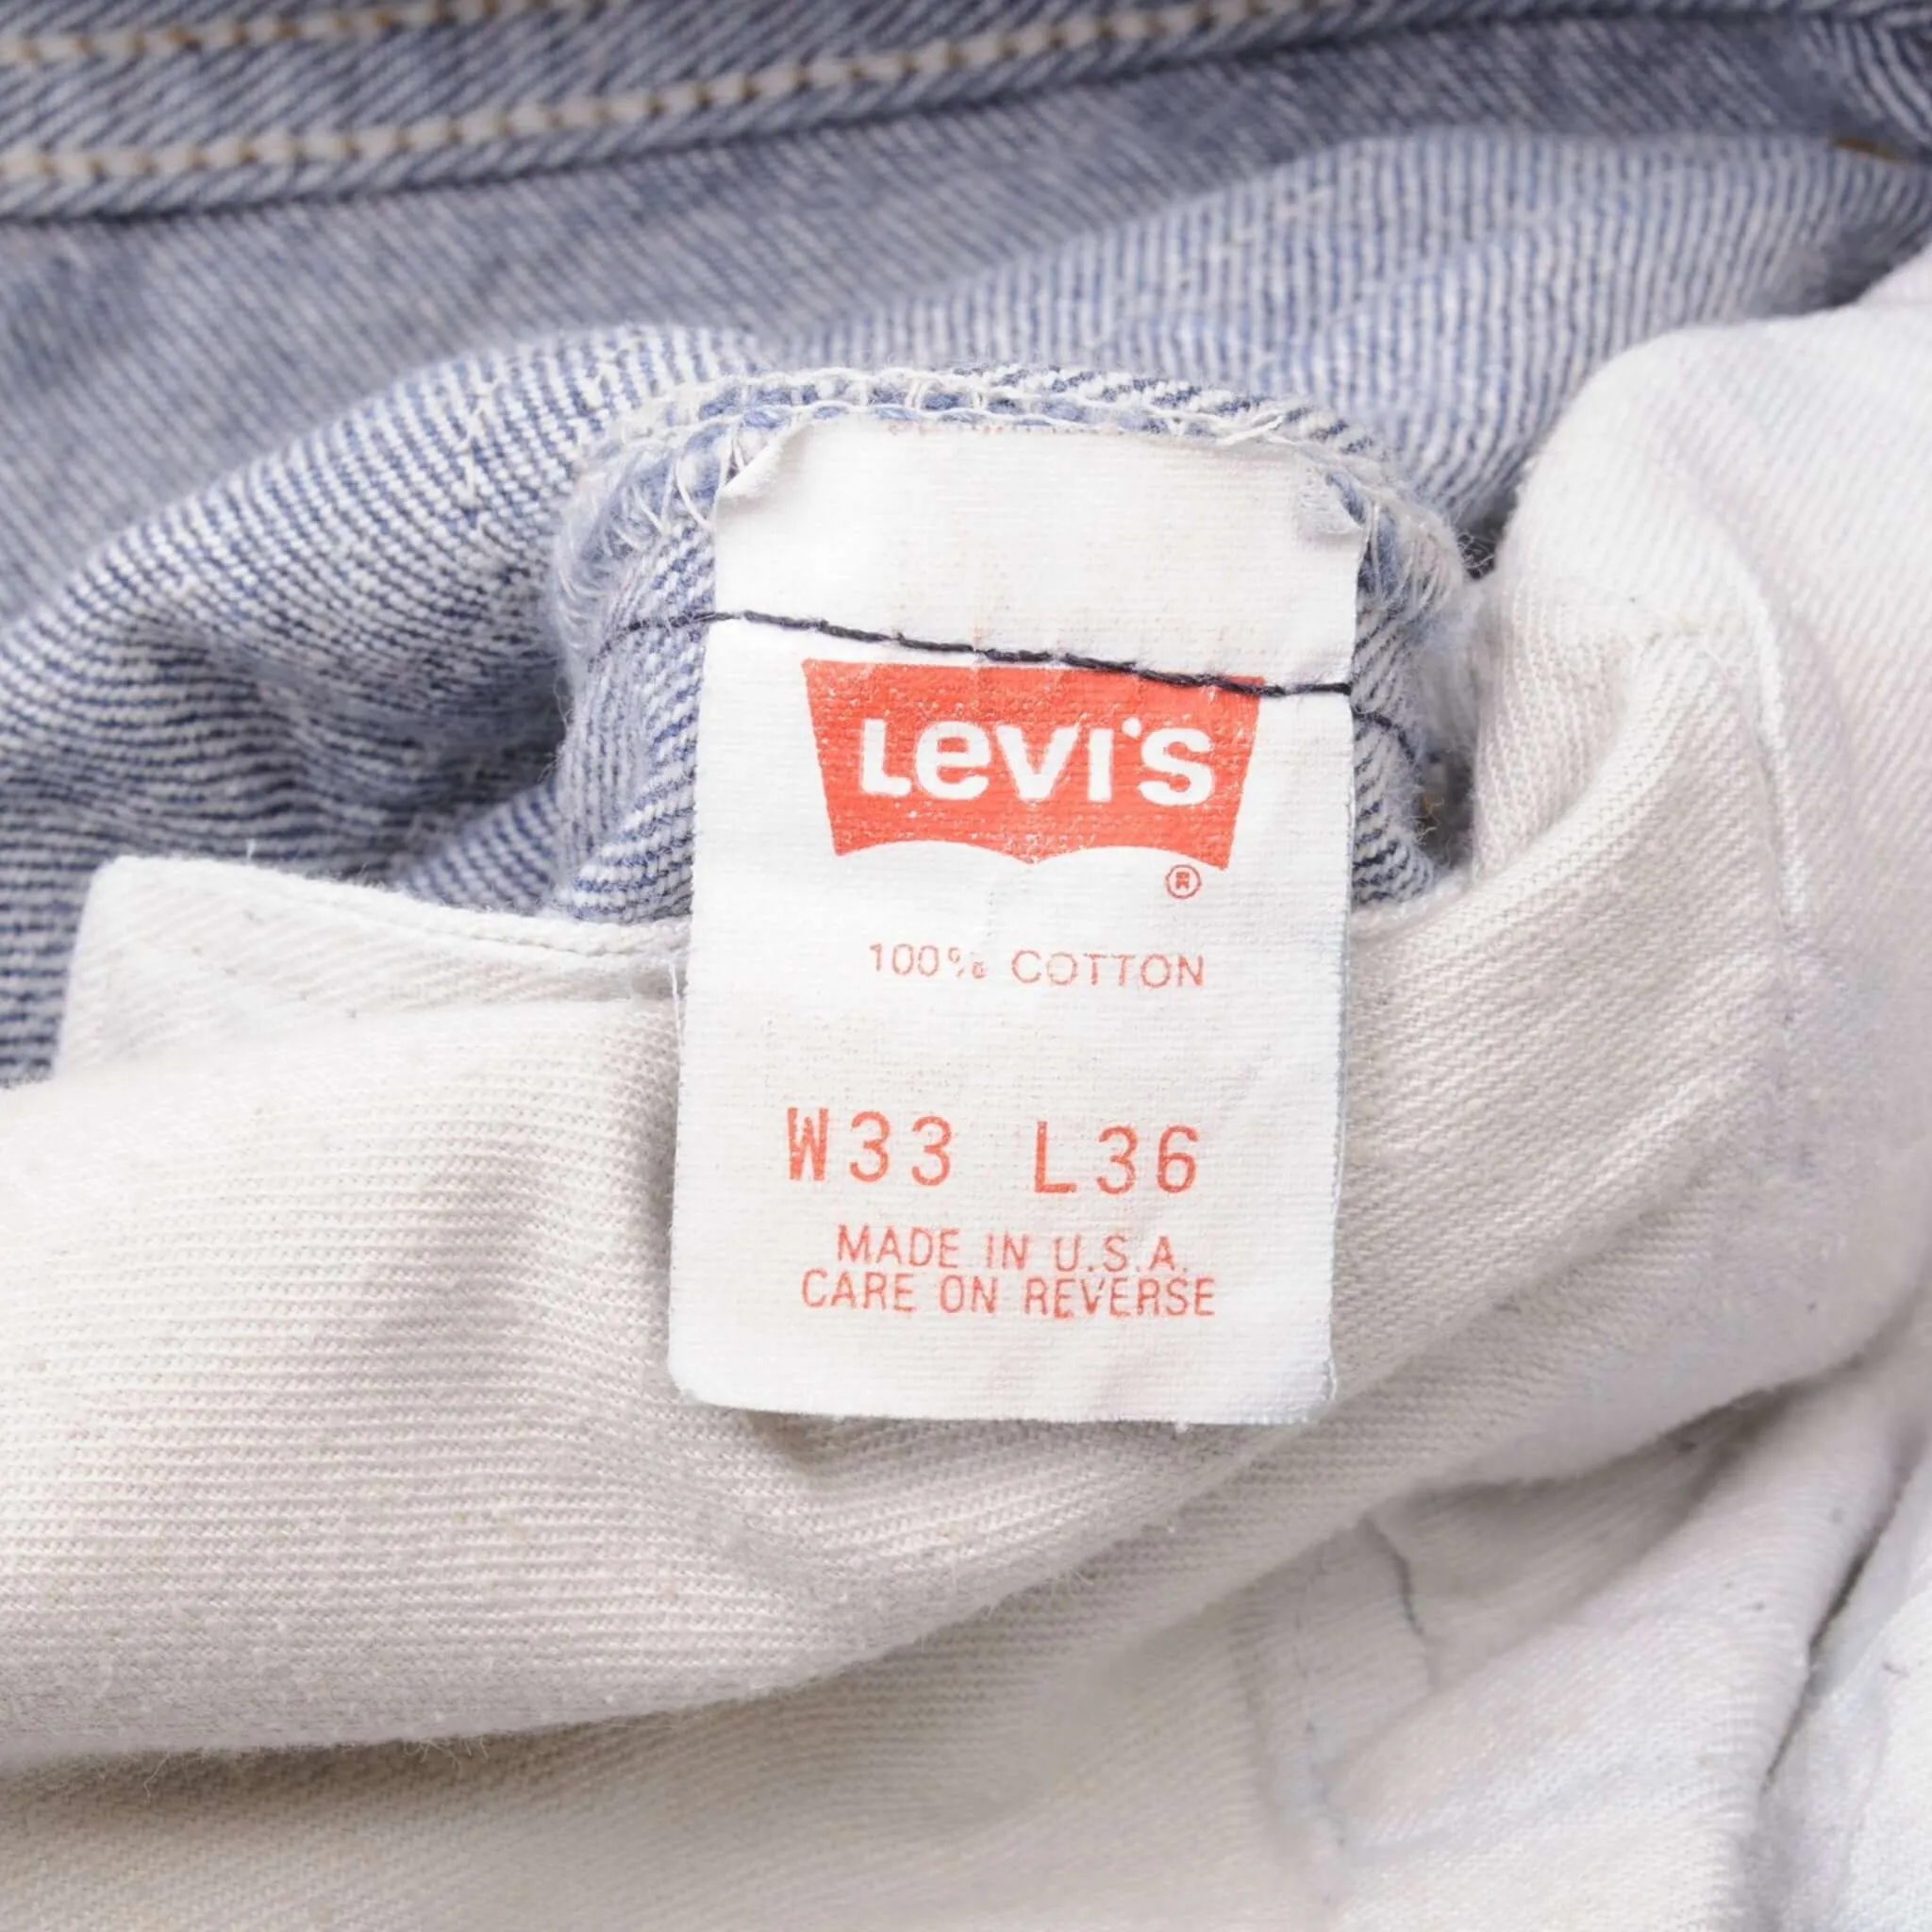 Levi's
®
100% COTTON
W33 L36
MADE IN U.S.A.
CARE ON REVERSE